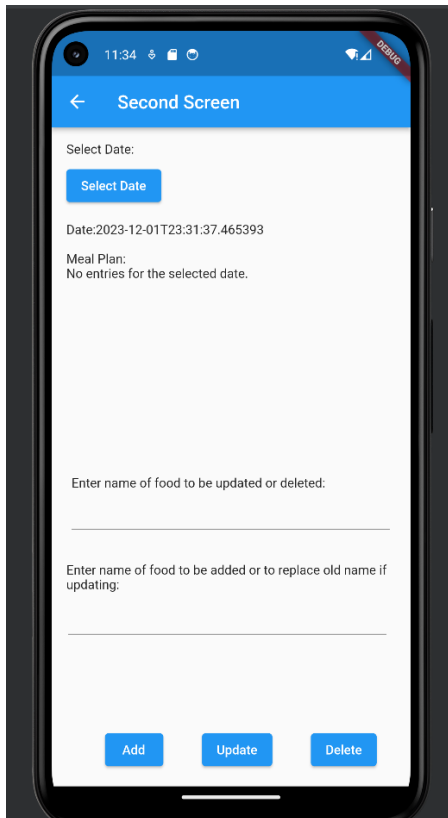 11:34
DEBUG
Second Screen
Select Date:
Select Date
Date:2023-12-01T23:31:37.465393
Meal Plan:
No entries for the selected date.
Enter name of food to be updated or deleted:
Enter name of food to be added or to replace old name if
updating:
Add Update Delete